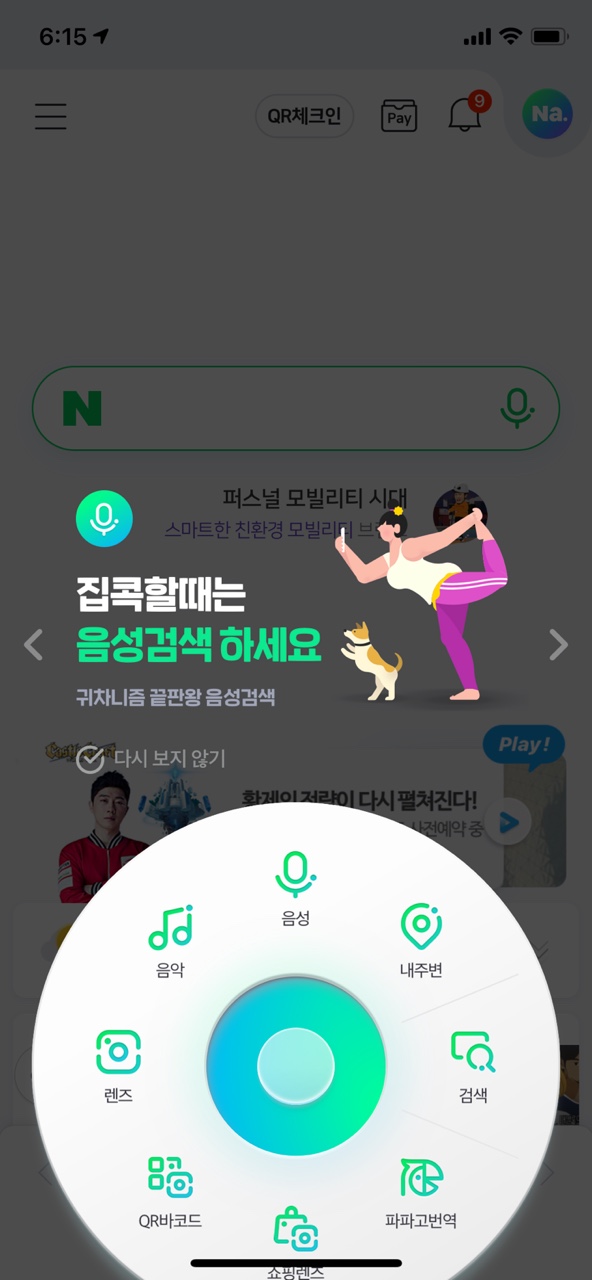 6:15
QR체크인
Pay
9
Na.
N
퍼스널 모빌리티 시대
스마트한 친환경 모빌리티
집콕할때는
음성검색 하세요
귀차니즘 끝판왕 음성검색
다시 보지 않기
Play!
황제의 전략이 다시 펼쳐진다!
사전예약 중
음성
음악
내주변
렌즈
검색
QR바코드
파파고번역
쇼핑렌즈